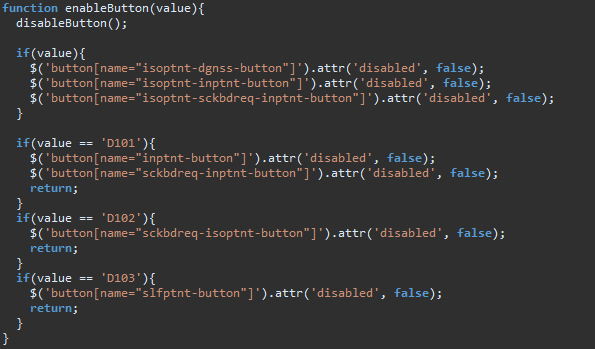 function enableButton(value){
  disableButton();

  if(value){
    $('button[name="isoptnt-dgnss-button"]').attr('disabled', false);
    $('button[name="isoptnt-inptnt-button"]').attr('disabled', false);
    $('button[name="isoptnt-sckbdreq-inptnt-button"]').attr('disabled', false);
  }

  if(value == 'D101'){
    $('button[name="inptnt-button"]').attr('disabled', false);
    $('button[name="sckbdreq-inptnt-button"]').attr('disabled', false);
    return;
  }
  if(value == 'D102'){
    $('button[name="sckbdreq-isoptnt-button"]').attr('disabled', false);
    return;
  }
  if(value == 'D103'){
    $('button[name="slfptnt-button"]').attr('disabled', false);
    return;
  }
}